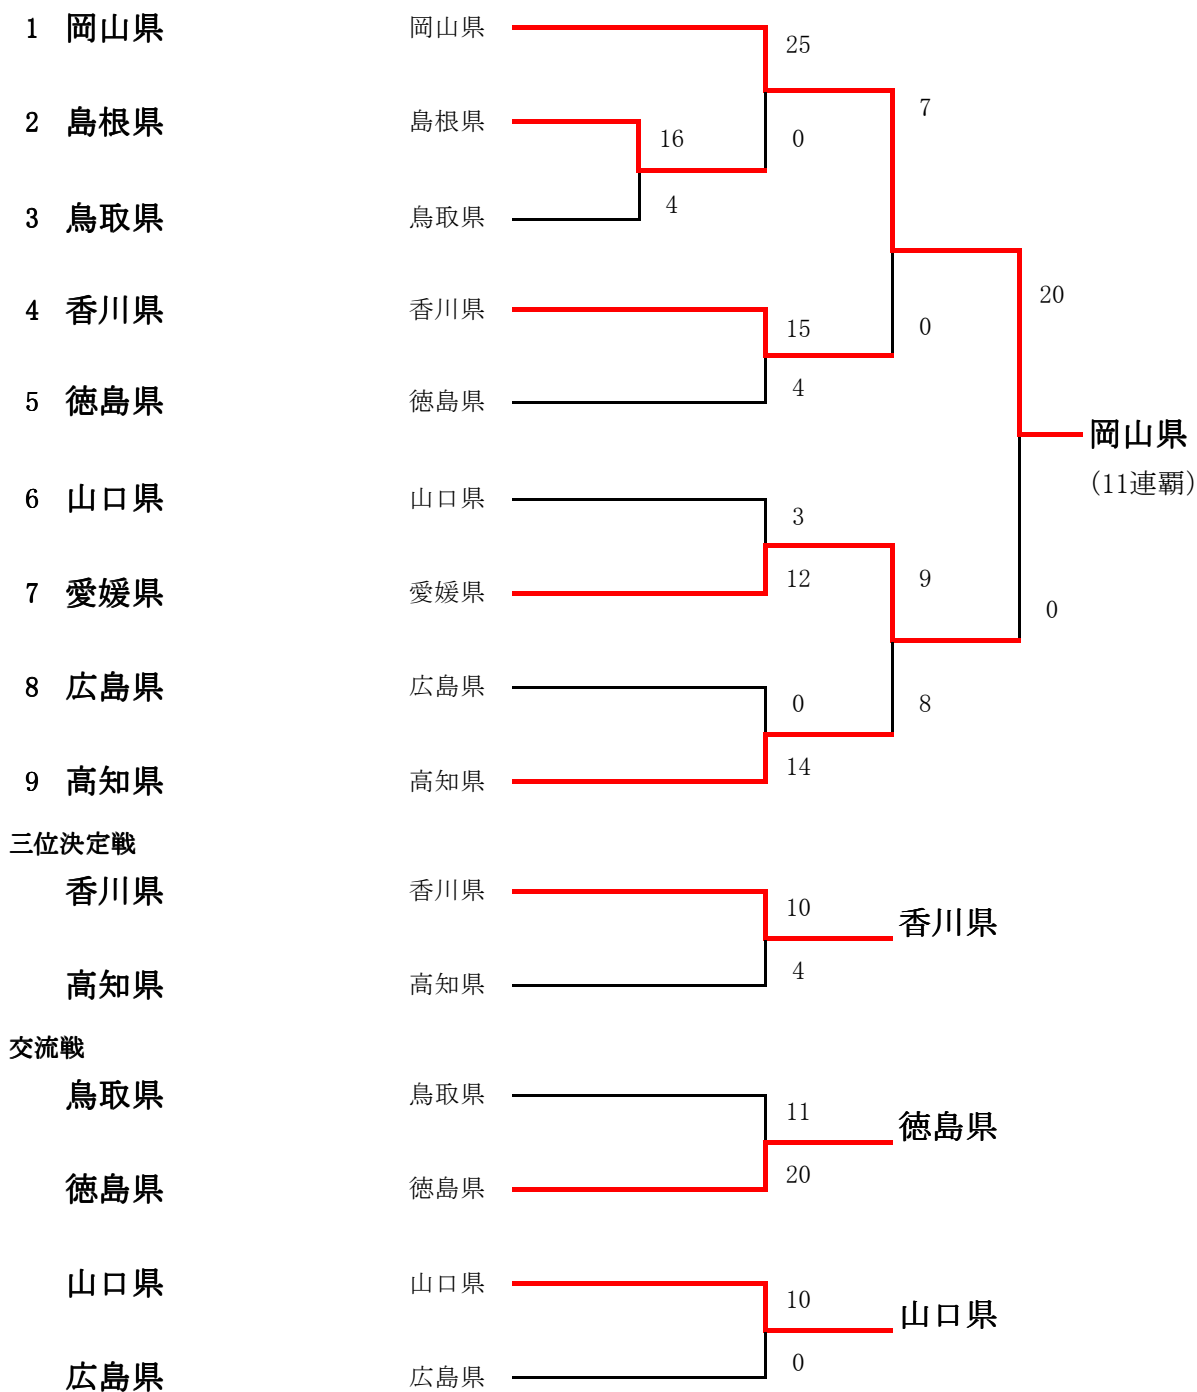 1 岡山県 岡山県
25
7
2 島根県 島根県
16
0
3 鳥取県 鳥取県
4
20
4 香川県 香川県
15
0
5 徳島県 徳島県
4
岡山県
(11連覇)
6 山口県 山口県
3
7 愛媛県 愛媛県
12
9
0
8 広島県 広島県
0
8
9 高知県 高知県
14
三位決定戦
香川県 香川県
10
香川県
4
高知県 高知県
交流戦
鳥取県 鳥取県
11
徳島県
20
徳島県 徳島県
山口県 山口県
10
山口県
0
広島県 広島県